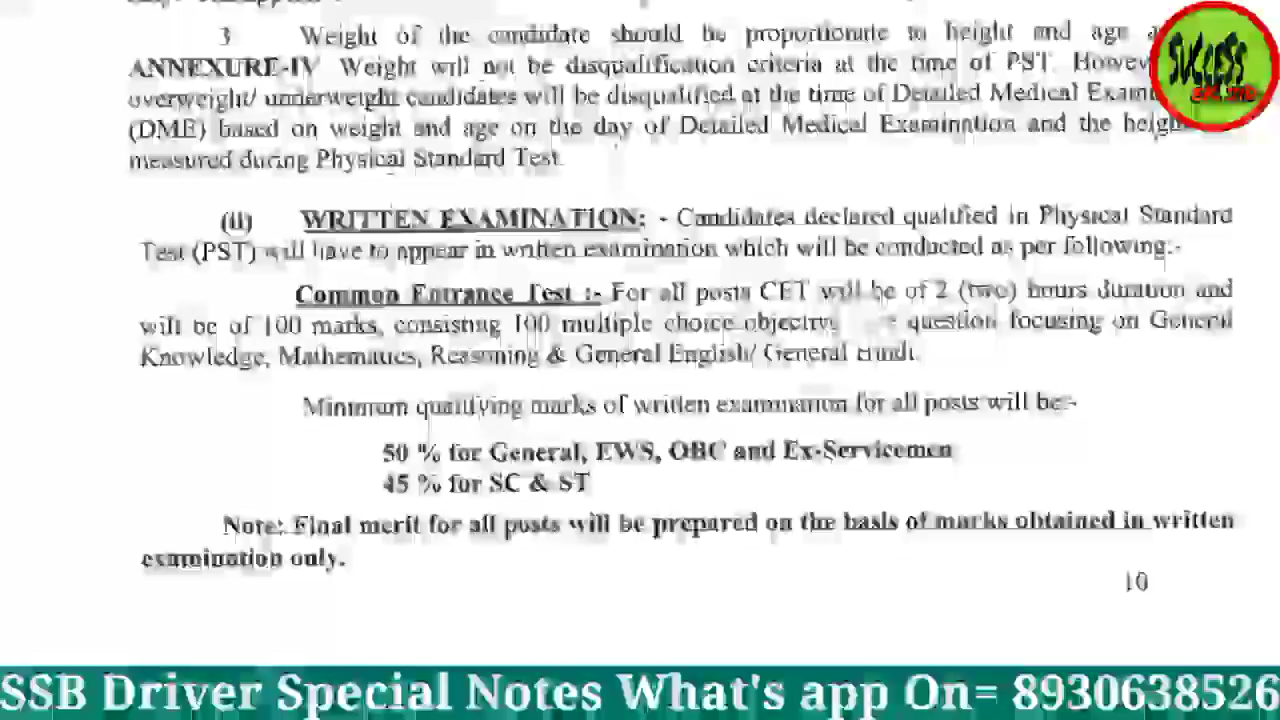 3 Weight of the candidate should be proportionate to height and age
ANNEXURE-IV. Weight will not be disqualification criteria at the time of PST. Howev
overweight/ underweight candidates will be disqualified at the time of Detailed Medical Exam
(DME) based on weight and age on the day of Detailed Medical Examination and the heigh
measured during Physical Standard Test.
(ii) WRITTEN EXAMINATION: - Candidates declared qualified in Physical Standard
Test (PST) will have to appear in written examination which will be conducted as per following:-
Common Entrance Test :- For all posts CET will be of 2 (two) hours duration and
will be of 100 marks, consisting 100 multiple choice objective question focusing on General
Knowledge, Mathematics, Reasoning & General English/ General Hindi.
Minimum qualifying marks of written examination for all posts will be:-
50 % for General, EWS, OBC and Ex-Servicemen
45 % for SC & ST
Note: Final merit for all posts will be prepared on the basis of marks obtained in written
examination only.
10
SUCCESS
SSB Driver Special Notes What's app On= 8930638526